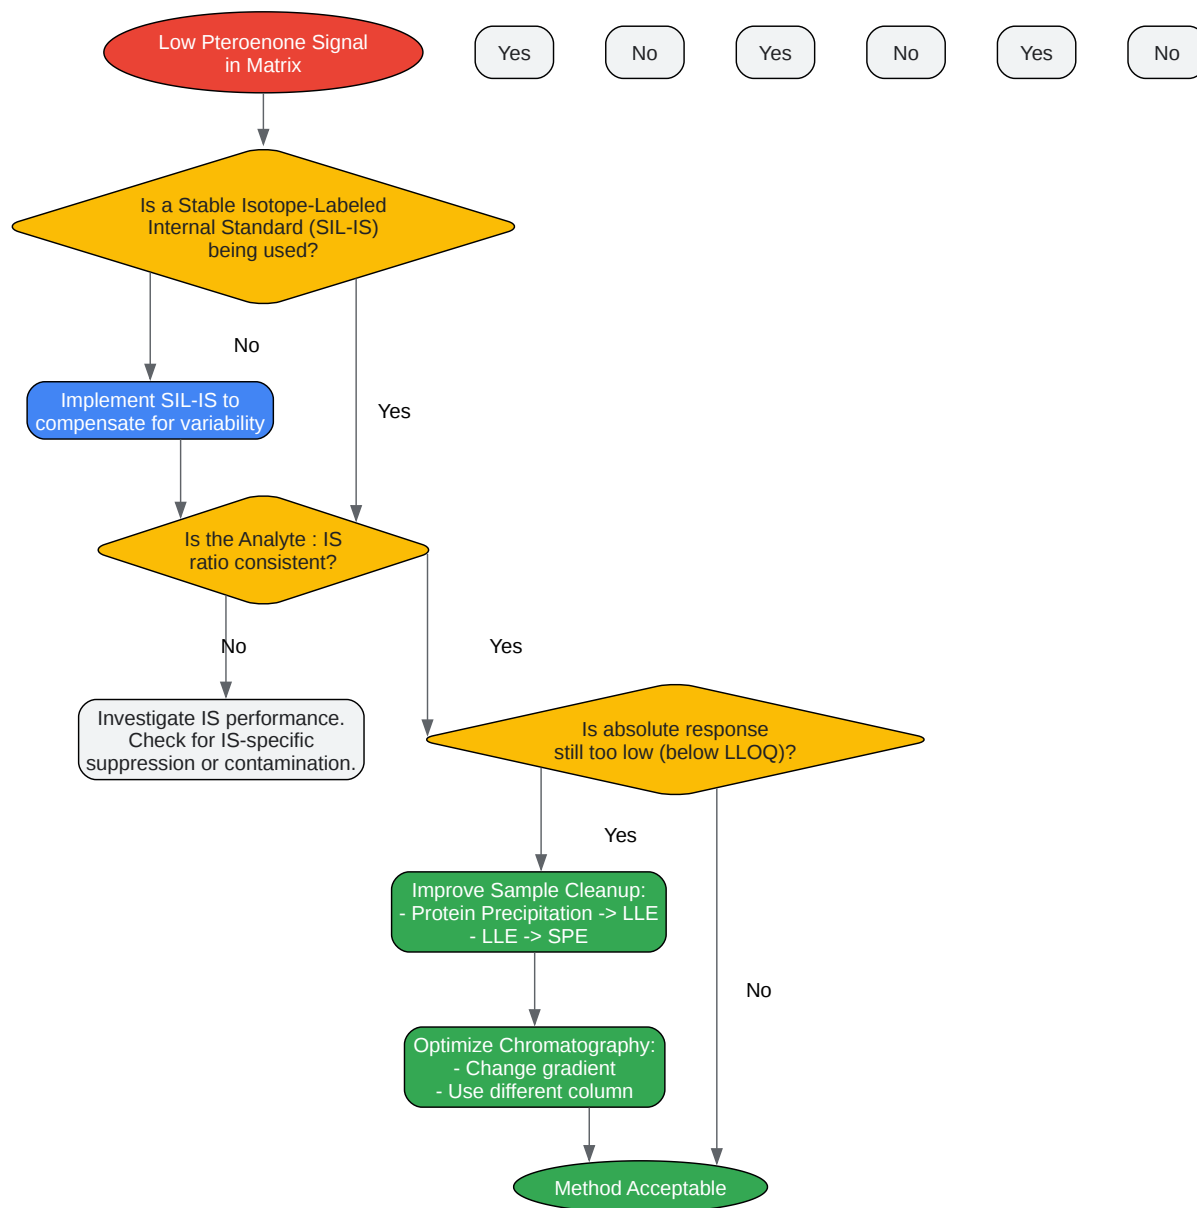 Low Pteroenone Signal
in Matrix
Yes
No
Yes
No
Yes
No
Is a Stable Isotope-Labeled
Internal Standard (SIL-IS)
being used?
No
Implement SIL-IS to
compensate for variability
Yes
Is the Analyte : IS
ratio consistent?
No
Yes
Investigate IS performance.
Check for IS-specific
suppression or contamination.
Is absolute response
still too low (below LLOQ)?
Yes
Improve Sample Cleanup:
- Protein Precipitation -> LLE
- LLE -> SPE
No
Optimize Chromatography:
- Change gradient
- Use different column
Method Acceptable